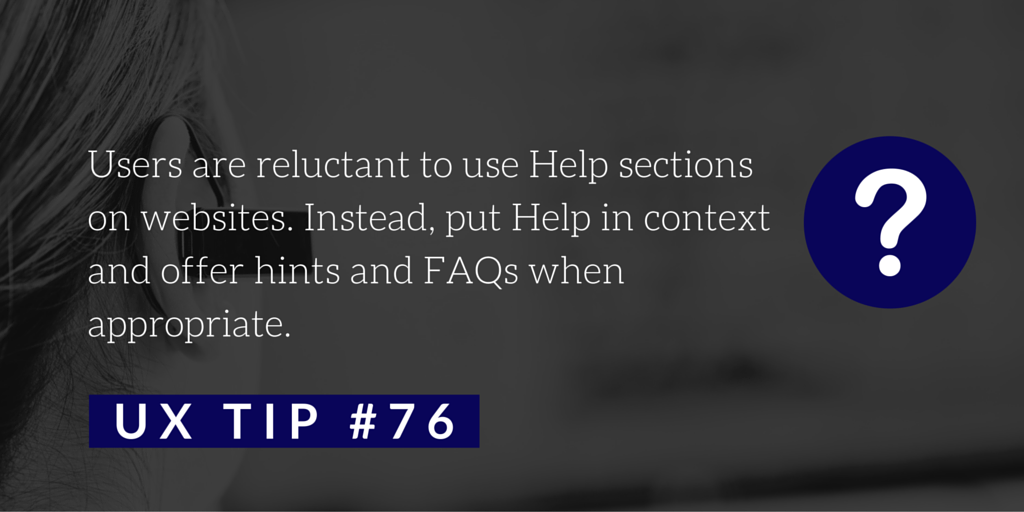 Users are reluctant to use Help sections
on websites. Instead, put Help in context
and offer hints and FAQs when
appropriate.
?
UX TIP #76